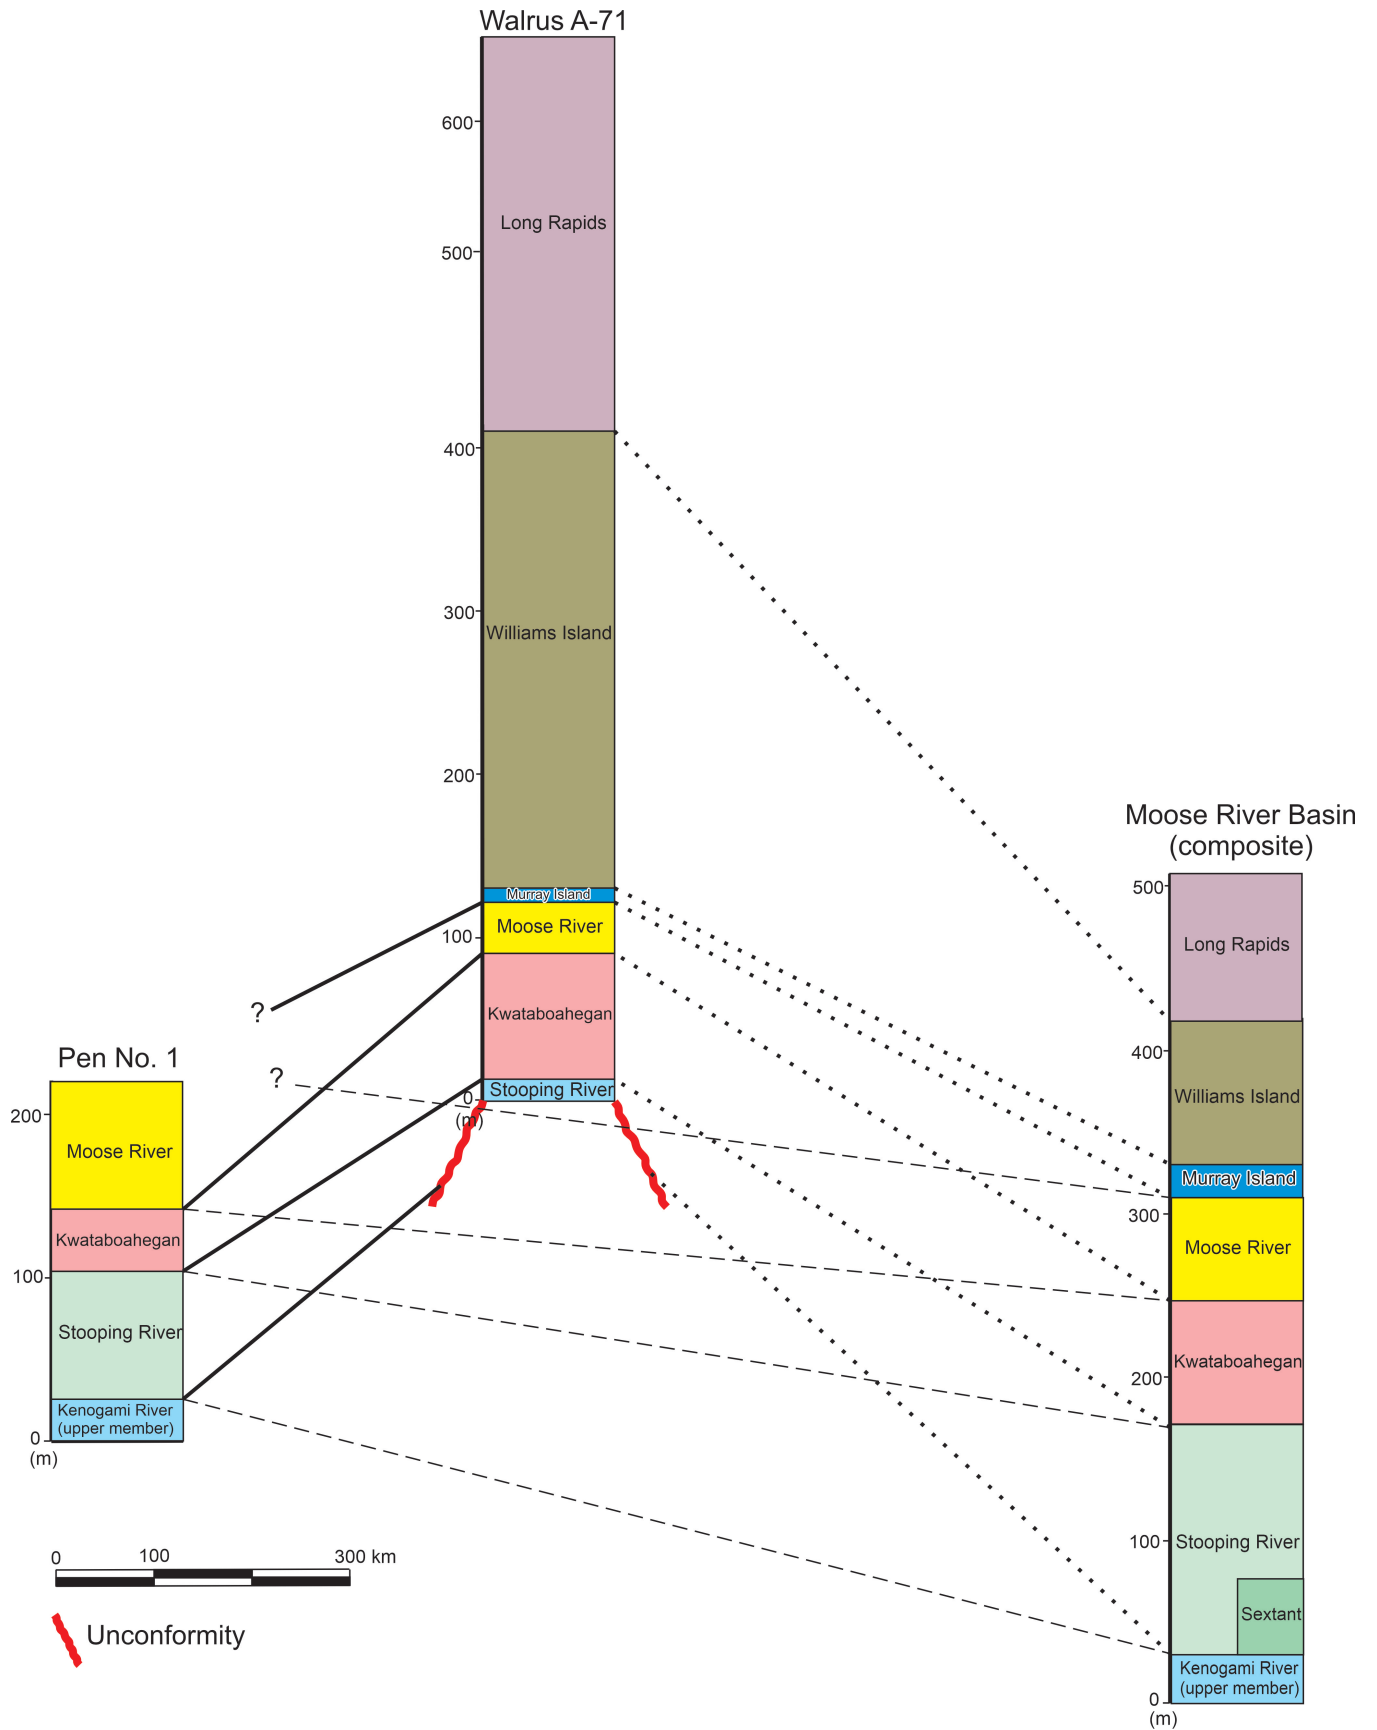 Walrus A-71
600
Long Rapids
500
400
300
Williams Island
200
Murray Island
100
Moose River
Kwataboahegan
Stooping River
0
(m)
?
?
Pen No. 1
200
Moose River
Kwataboahegan
100
Stooping River
Kenogami River
(upper member)
0
(m)
Moose River Basin
(composite)
500
Long Rapids
400
Williams Island
Murray Island
300
Moose River
Kwataboahegan
200
100
Stooping River
Sextant
Kenogami River
(upper member)
0
(m)
0 100 300 km
Unconformity